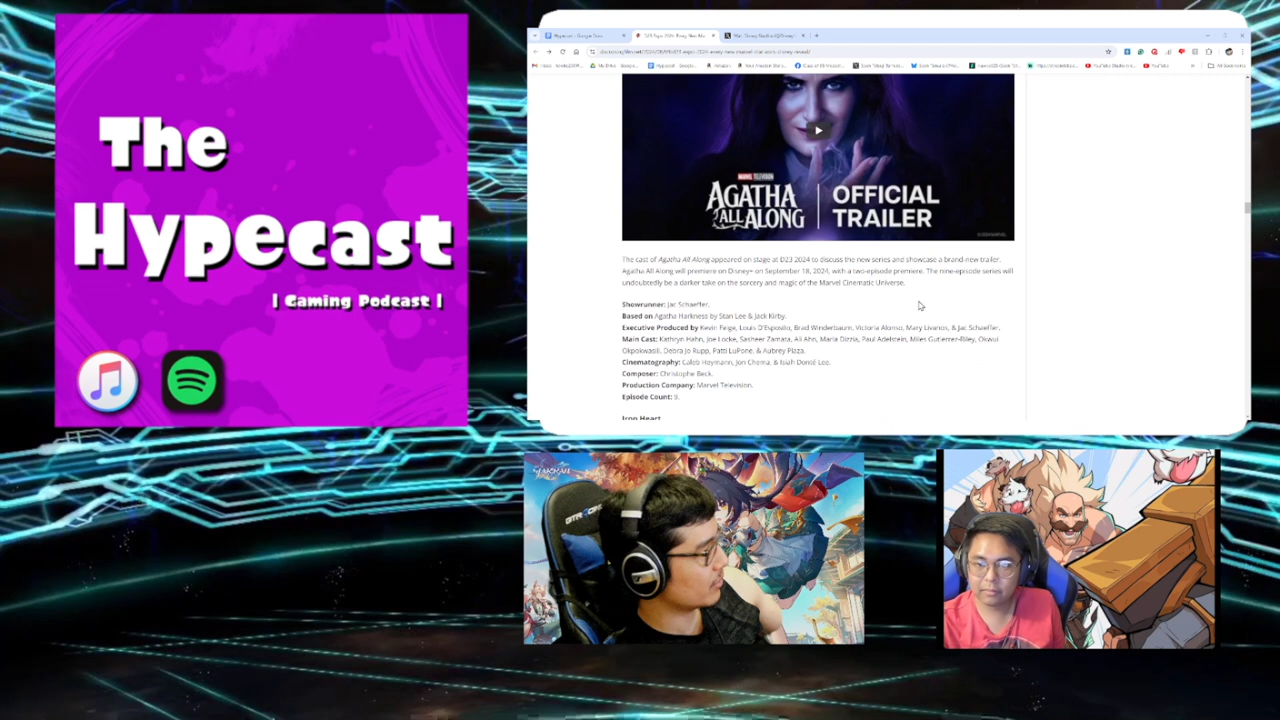 The
Hypecast
| Gaming Podcast |
MARVEL TELEVISION
AGATHA
ALL ALONG
OFFICIAL
TRAILER
The cast of Agatha All Along appeared on stage at D23 2024 to discuss the new series and showcase a brand-new trailer.
Agatha All Along will premiere on Disney+ on September 18, 2024, with a two-episode premiere. The nine-episode series will
undoubtedly be a darker take on the sorcery and magic of the Marvel Cinematic Universe.
Showrunner: Jac Schaeffer.
Based on Agatha Harkness by Stan Lee & Jack Kirby.
Executive Produced by Kevin Feige, Louis D'Esposito, Brad Winderbaum, Victoria Alonso, Mary Livanos, & Jac Schaeffer.
Main Cast: Kathryn Hahn, Joe Locke, Sasheer Zamata, Ali Ahn, Maria Dizzia, Paul Adelstein, Miles Gutierrez-Riley, Okwui
Okpokwasili, Debra Jo Rupp, Patti LuPone, & Aubrey Plaza.
Cinematography: Caleb Heymann, Jon Chema, & Isiah Donté Lee.
Composer: Christophe Beck.
Production Company: Marvel Television.
Episode Count: 9.
Iron Heart